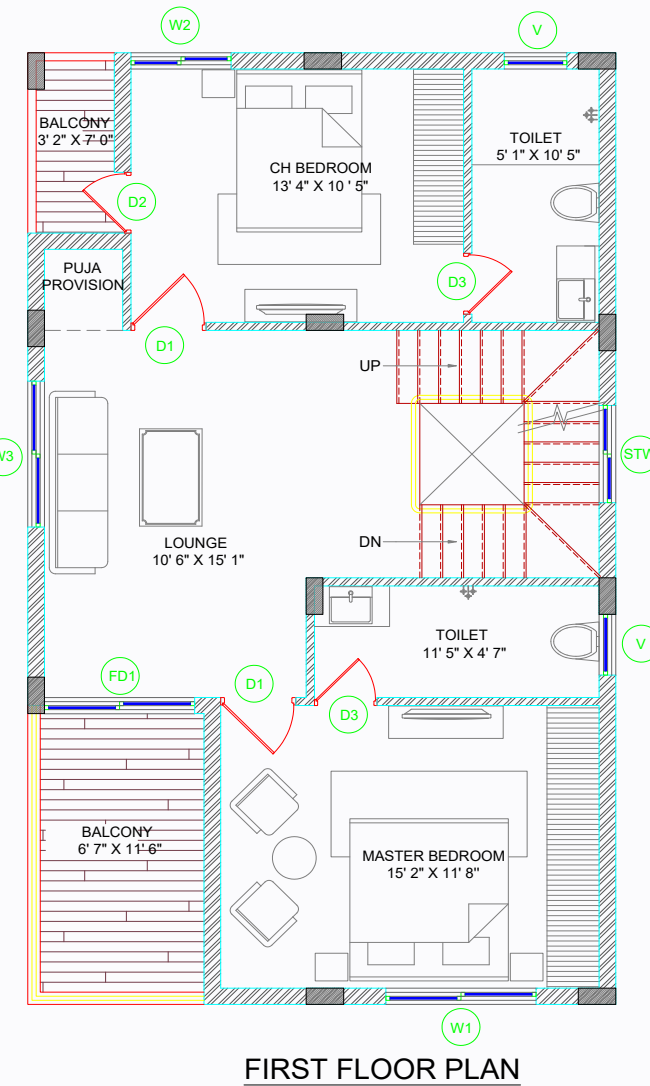 W2
V
BALCONY
3' 2" X 7' 0"
TOILET
5' 1" X 10' 5"
CH BEDROOM
13' 4" X 10 ' 5"
D2
PUJA
PROVISION
D3
D1
UP
W3
STW
DN
LOUNGE
10' 6" X 15' 1"
TOILET
11' 5" X 4' 7"
V
FD1
D1
D3
BALCONY
6' 7" X 11' 6"
MASTER BEDROOM
15' 2" X 11' 8"
W1
FIRST FLOOR PLAN